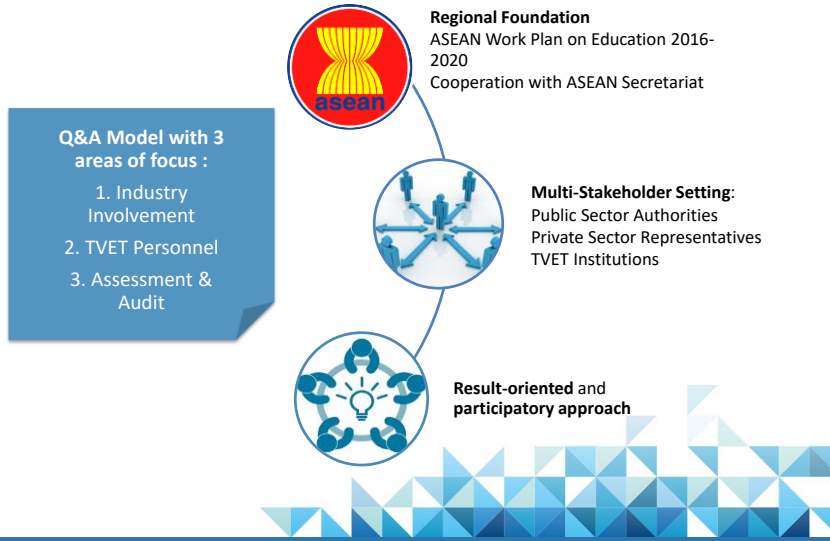 Regional Foundation
ASEAN Work Plan on Education 2016-
2020
Cooperation with ASEAN Secretariat
asean
Q&A Model with 3
areas of focus :
1. Industry
Involvement
2. TVET Personnel
3. Assessment &
Audit
Multi-Stakeholder Setting:
Public Sector Authorities
Private Sector Representatives
TVET Institutions
Result-oriented and
participatory approach